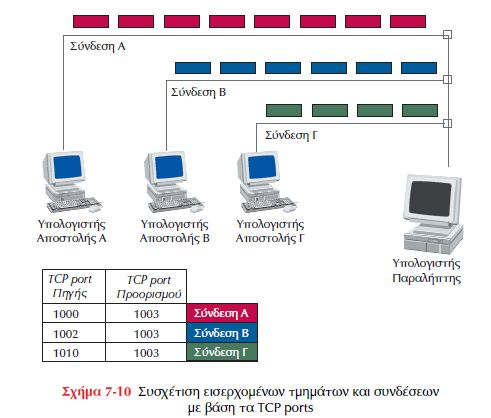 Σύνδεση Α
Σύνδεση Β
Σύνδεση Γ
Υπολογιστής
Αποστολής Α
Υπολογιστής
Αποστολής Β
Υπολογιστής
Αποστολής Γ
Υπολογιστής
Παραλήπτης
TCP port
Πηγής
TCP port
Προορισμού
1000 1003 Σύνδεση Α
1002 1003 Σύνδεση Β
1010 1003 Σύνδεση Γ
Σχήμα 7-10 Συσχέτιση εισερχομένων τμημάτων και συνδέσεων
με βάση τα TCP ports